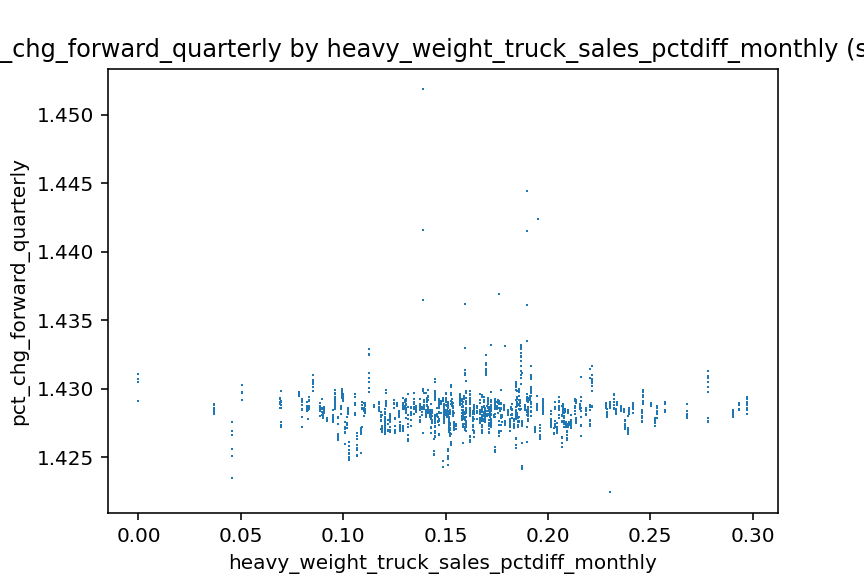 _chg_forward_quarterly by heavy_weight_truck_sales_pctdiff_monthly (s
1.450
1.445
1.440
1.435
1.430
1.425
pct_chg_forward_quarterly
0.00 0.05 0.10 0.15 0.20 0.25 0.30
heavy_weight_truck_sales_pctdiff_monthly